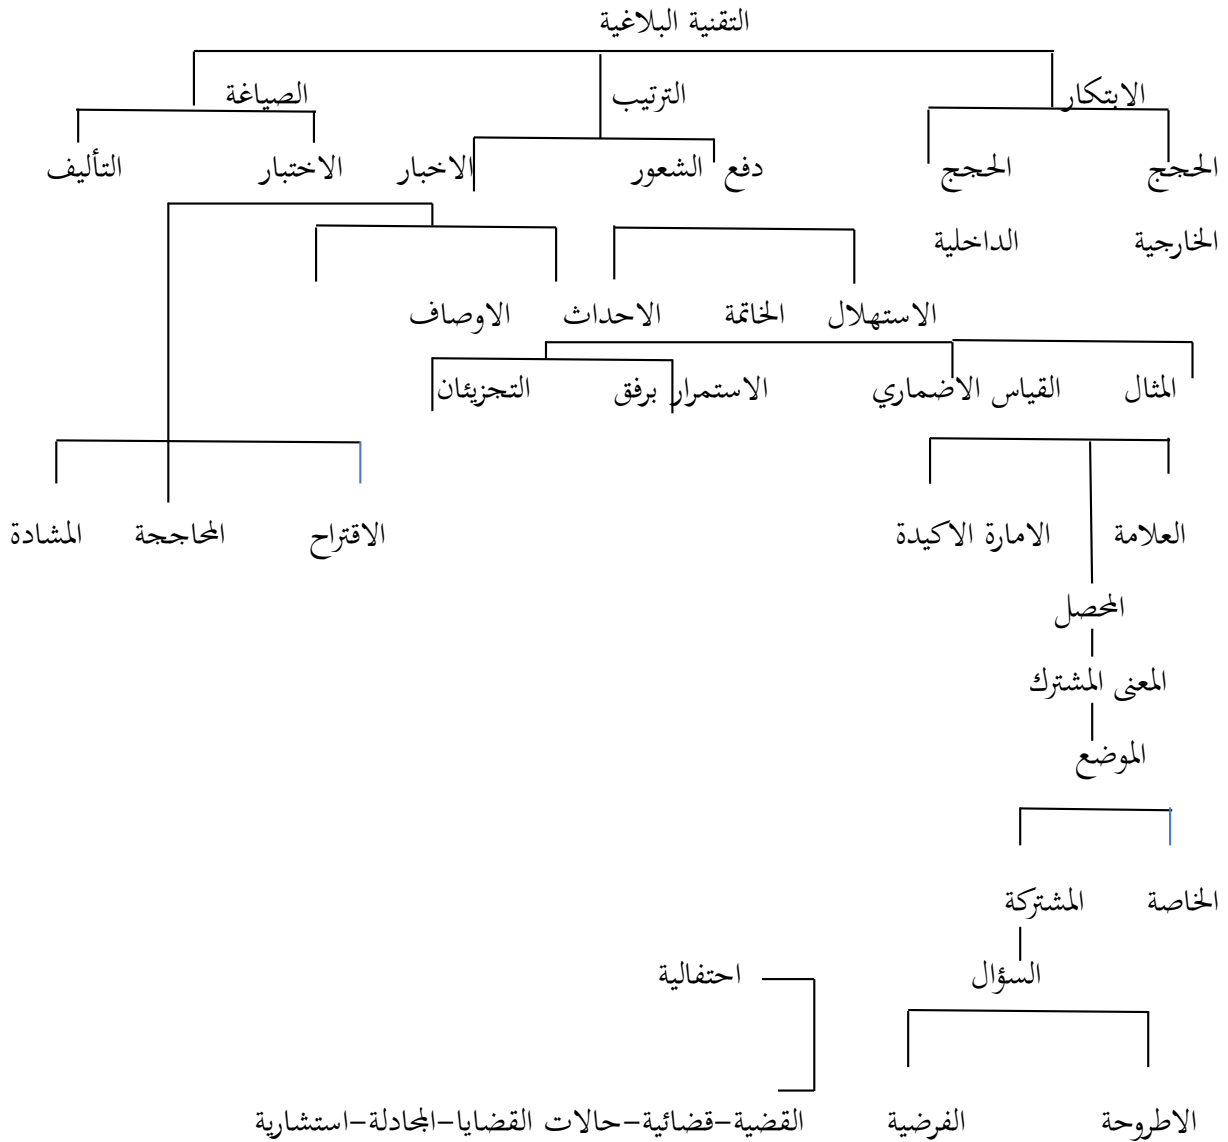 التقنية البلاغية
الابتكار الترتيب الصياغة
الحجج الحجج دفع الشعور الاخبار الاختبار التأليف
الخارجية الداخلية
الاستهلال الخاتمة الاحداث الاوصاف
المثال القياس الاضماري الاستمرار برفق التجزيئان
العلامة الامارة الاكيدة الاقتراح المحاججة المشادة
المحصل
المعنى المشترك
الموضع
الخاصة المشتركة
السؤال احتفالية
الاطروحة الفرضية القضية-قضائية-حالات القضايا-المجادلة-استشارية